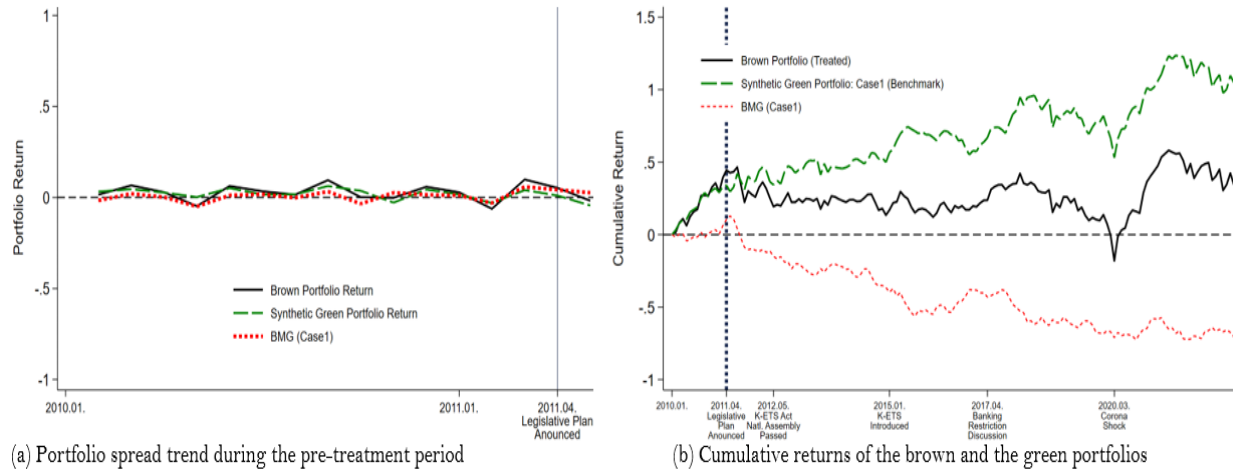 1
.5
0
-.5
-1
Portfolio Return
Brown Portfolio Return
Synthetic Green Portfolio Return
BMG (Case1)
2010.01.
2011.01.
2011.04.
Legislative Plan
Anounced
(a) Portfolio spread trend during the pre-treatment period
1.5
1
.5
0
-.5
-1
Cumulative Return
Brown Portfolio (Treated)
Synthetic Green Portfolio: Case1 (Benchmark)
BMG (Case1)
2010.01.
2011.04.
Legislative
Plan
Anounced
2012.05.
K-ETS Act
Natl. Assembly
Passed
2015.01.
K-ETS
Introduced
2017.04.
Banking
Restriction
Discussion
2020.03.
Corona
Shock
(b) Cumulative returns of the brown and the green portfolios